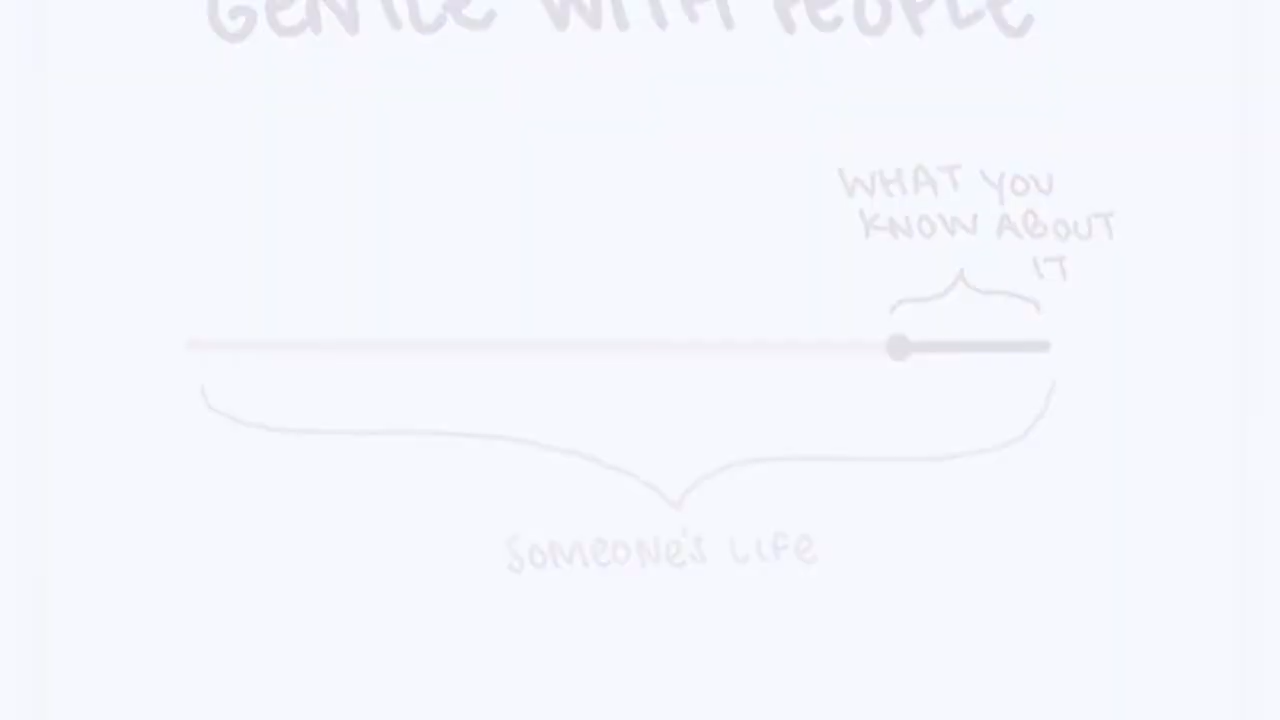 GENTLE WITH PEOPLE
WHAT YOU
KNOW ABOUT
IT
SOMEONE'S LIFE